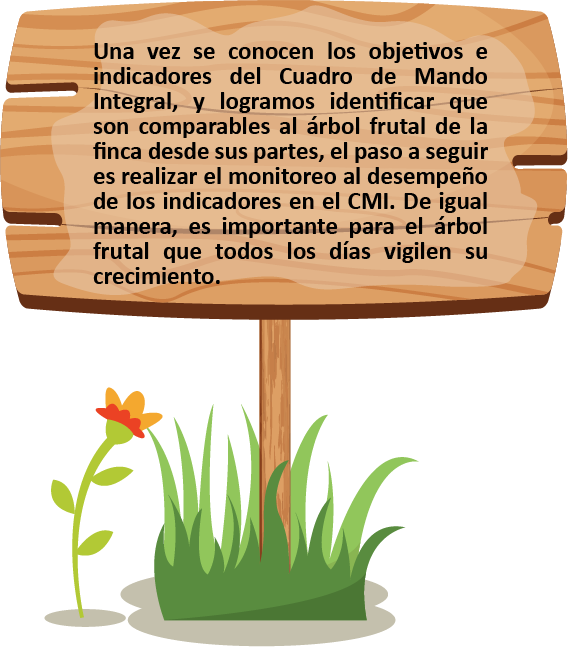 Una vez se conocen los objetivos e
indicadores del Cuadro de Mando
Integral, y logramos identificar que
son comparables al árbol frutal de la
finca desde sus partes, el paso a seguir
es realizar el monitoreo al desempeño
de los indicadores en el CMI. De igual
manera, es importante para el árbol
frutal que todos los días vigilen su
crecimiento.